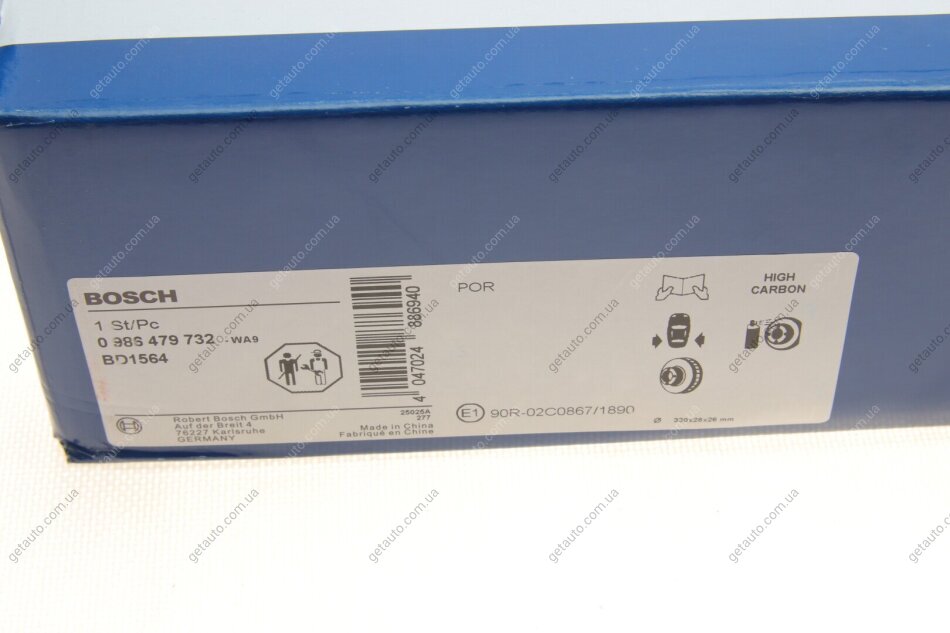 BOSCH
1 St/Pc
0 986 479 732 -WA9
BD1564
4 047024 886940
POR
HIGH
CARBON
Robert Bosch GmbH
Auf der Breit 4
76227 Karlsruhe
GERMANY
25025A
277
Made in China
Fabriqué en Chine
E1 90R-02C0867/1890
Ø 330x28x26 mm
getauto.com.ua